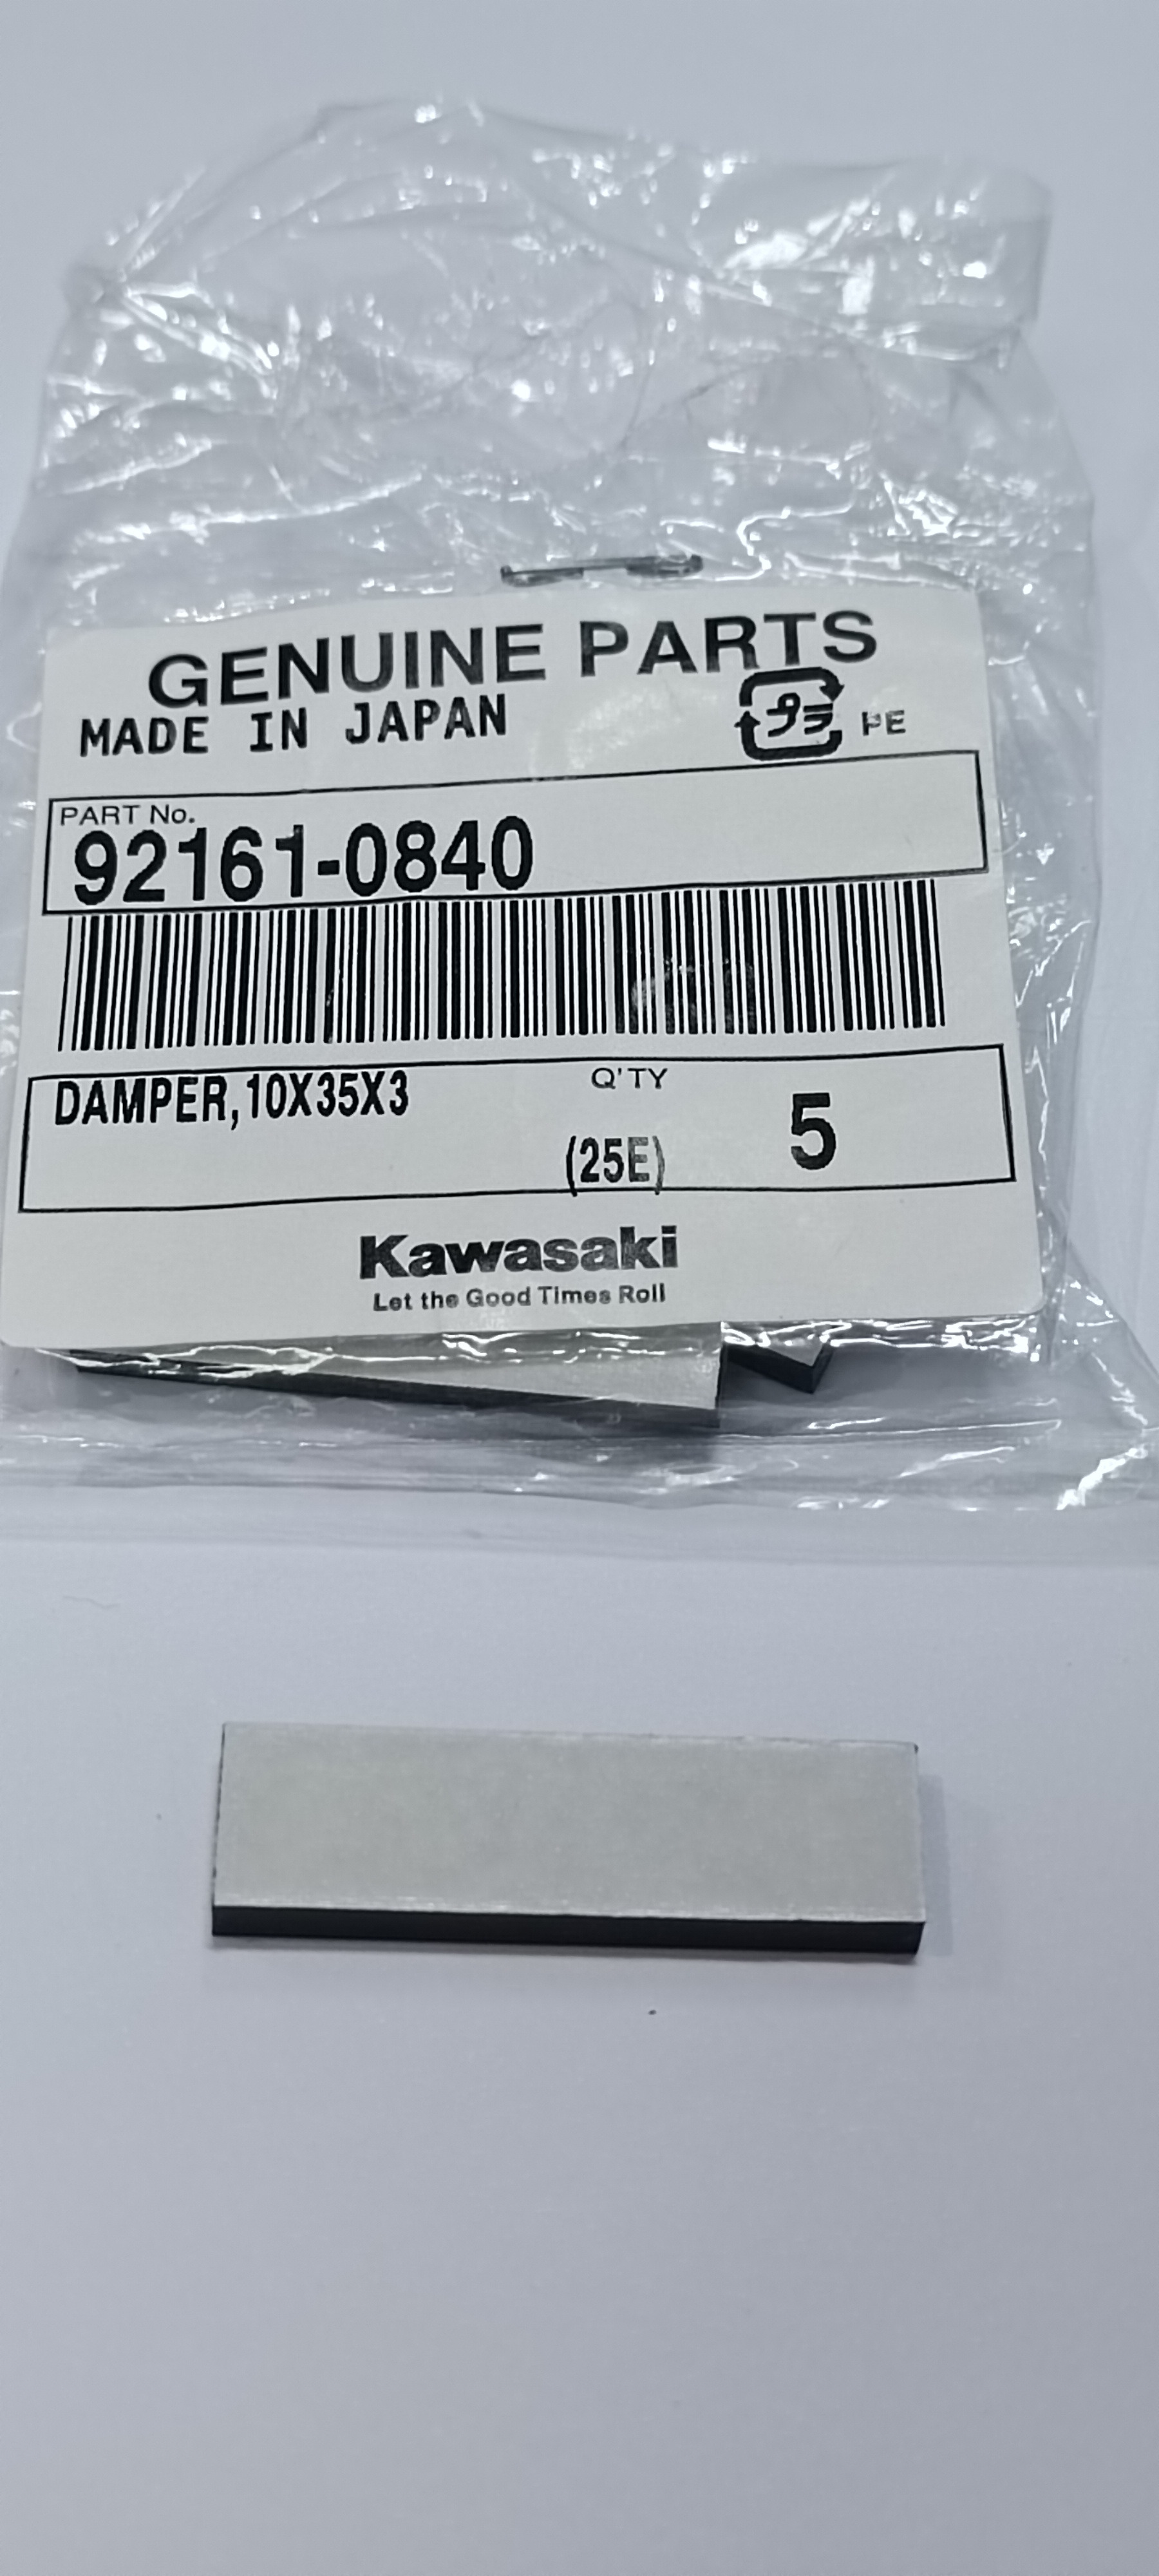 GENUINE PARTS
MADE IN JAPAN
プラ PE
PART No.
92161-0840
DAMPER,10X35X3
Q'TY
(25E) 5
Kawasaki
Let the Good Times Roll